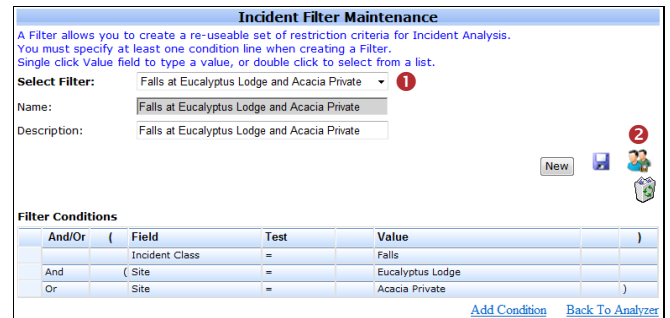 Incident Filter Maintenance
A Filter allows you to create a re-useable set of restriction criteria for Incident Analysis.
You must specify at least one condition line when creating a Filter.
Single click Value field to type a value, or double click to select from a list.
Select Filter: Falls at Eucalyptus Lodge and Acacia Private 1
Name: Falls at Eucalyptus Lodge and Acacia Private
Description: Falls at Eucalyptus Lodge and Acacia Private
2
New
Filter Conditions
And/Or ( Field Test Value )
Incident Class = Falls
And ( Site = Eucalyptus Lodge
Or Site = Acacia Private )
Add Condition Back To Analyzer